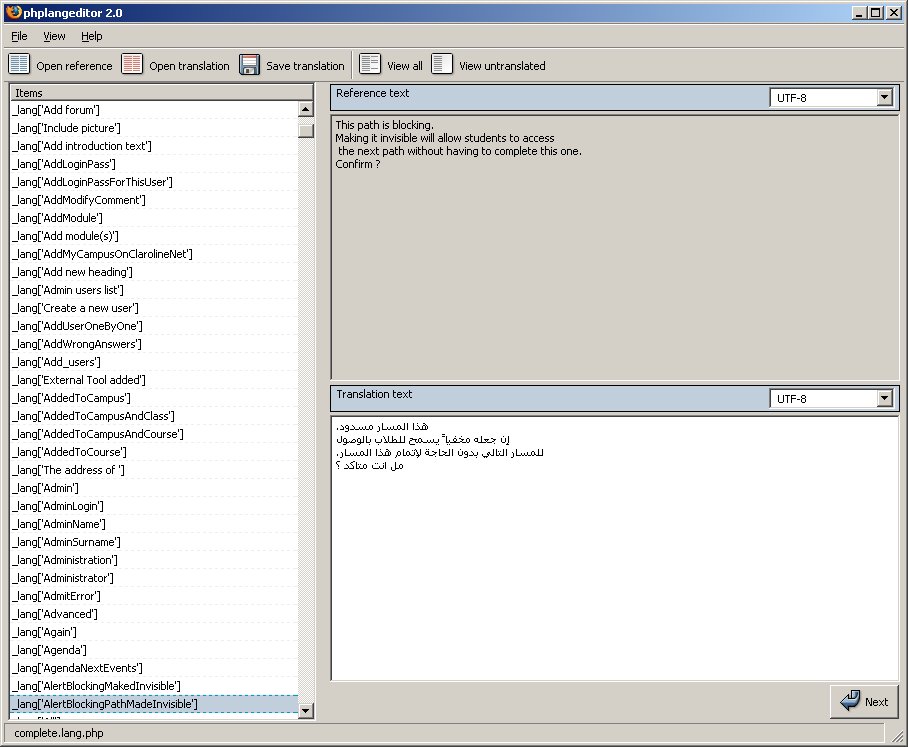 phplangeditor 2.0
File View Help
Open reference Open translation Save translation View all View untranslated
Items
_lang['Add forum']
_lang['Include picture']
_lang['Add introduction text']
_lang['AddLoginPass']
_lang['AddLoginPassForThisUser']
_lang['AddModifyComment']
_lang['AddModule']
_lang['Add module(s)']
_lang['AddMyCampusOnClarolineNet']
_lang['Add new heading']
_lang['Admin users list']
_lang['Create a new user']
_lang['AddUserOneByOne']
_lang['AddWrongAnswers']
_lang['Add_users']
_lang['External Tool added']
_lang['AddedToCampus']
_lang['AddedToCampusAndClass']
_lang['AddedToCampusAndCourse']
_lang['AddedToCourse']
_lang['The address of ']
_lang['Admin']
_lang['AdminLogin']
_lang['AdminName']
_lang['AdminSurname']
_lang['Administration']
_lang['Administrator']
_lang['AdmitError']
_lang['Advanced']
_lang['Again']
_lang['Agenda']
_lang['AgendaNextEvents']
_lang['AlertBlockingMakedInvisible']
_lang['AlertBlockingPathMadeInvisible']
Reference text UTF-8
This path is blocking.
Making it invisible will allow students to access
the next path without having to complete this one.
Confirm ?
Translation text UTF-8
هذا المسار مسدود.
إن جعله مخفياً يسمح للطلاب بالوصول
للمسار التالي بدون الحاجة لإتمام هذا المسار.
هل انت متاكد ؟
Next
complete.lang.php